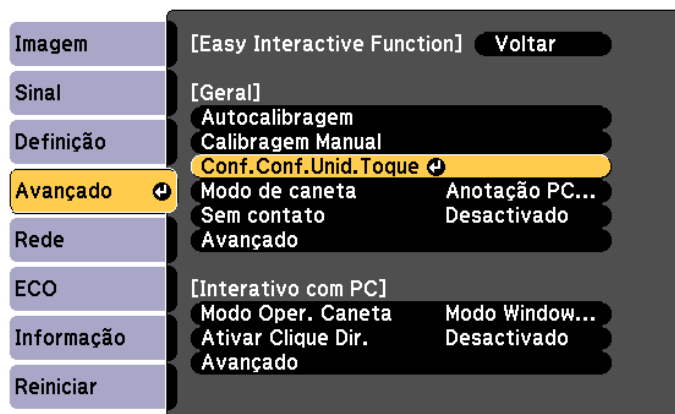 Imagem
Sinal
Definição
Avançado
Rede
ECO
Informação
Reiniciar
[Easy Interactive Function] Voltar
[Geral]
Autocalibragem
Calibragem Manual
Conf.Conf.Unid.Toque
Modo de caneta Anotação PC...
Sem contato Desactivado
Avançado
[Interativo com PC]
Modo Oper. Caneta Modo Window...
Ativar Clique Dir. Desactivado
Avançado